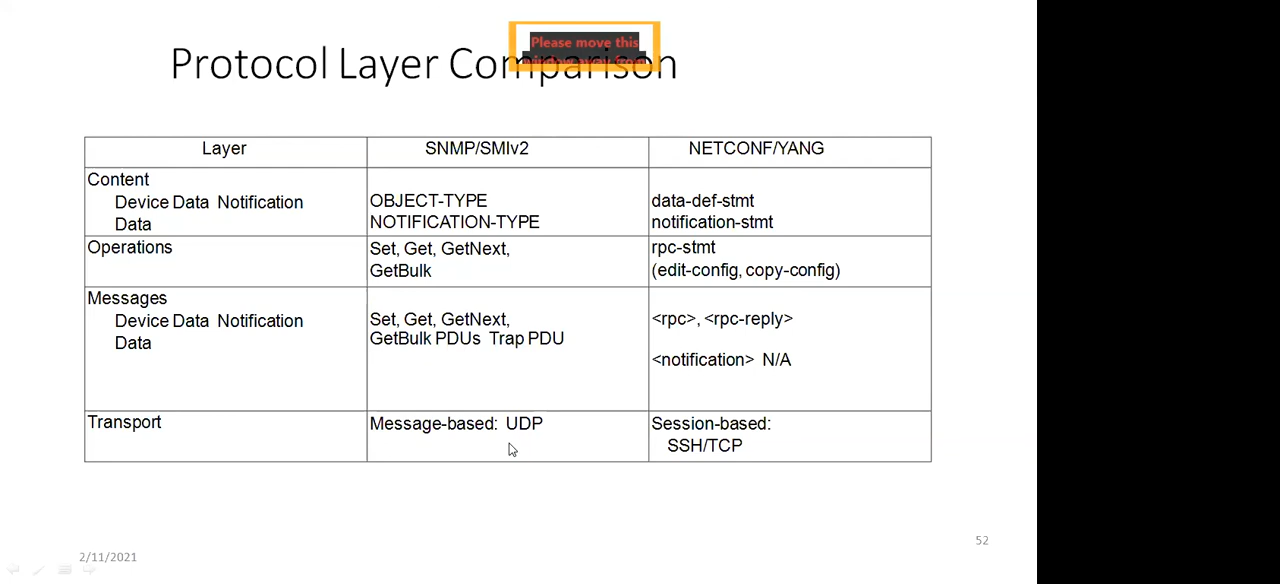 Please move this
window away from
Protocol Layer Comparison
Layer
SNMP/SMIv2
NETCONF/YANG
Content
Device Data Notification
Data
OBJECT-TYPE
NOTIFICATION-TYPE
data-def-stmt
notification-stmt
Operations
Set, Get, GetNext,
GetBulk
rpc-stmt
(edit-config, copy-config)
Messages
Device Data Notification
Data
Set, Get, GetNext,
GetBulk PDUs Trap PDU
<rpc>, <rpc-reply>
<notification> N/A
Transport
Message-based: UDP
Session-based:
SSH/TCP
2/11/2021
52